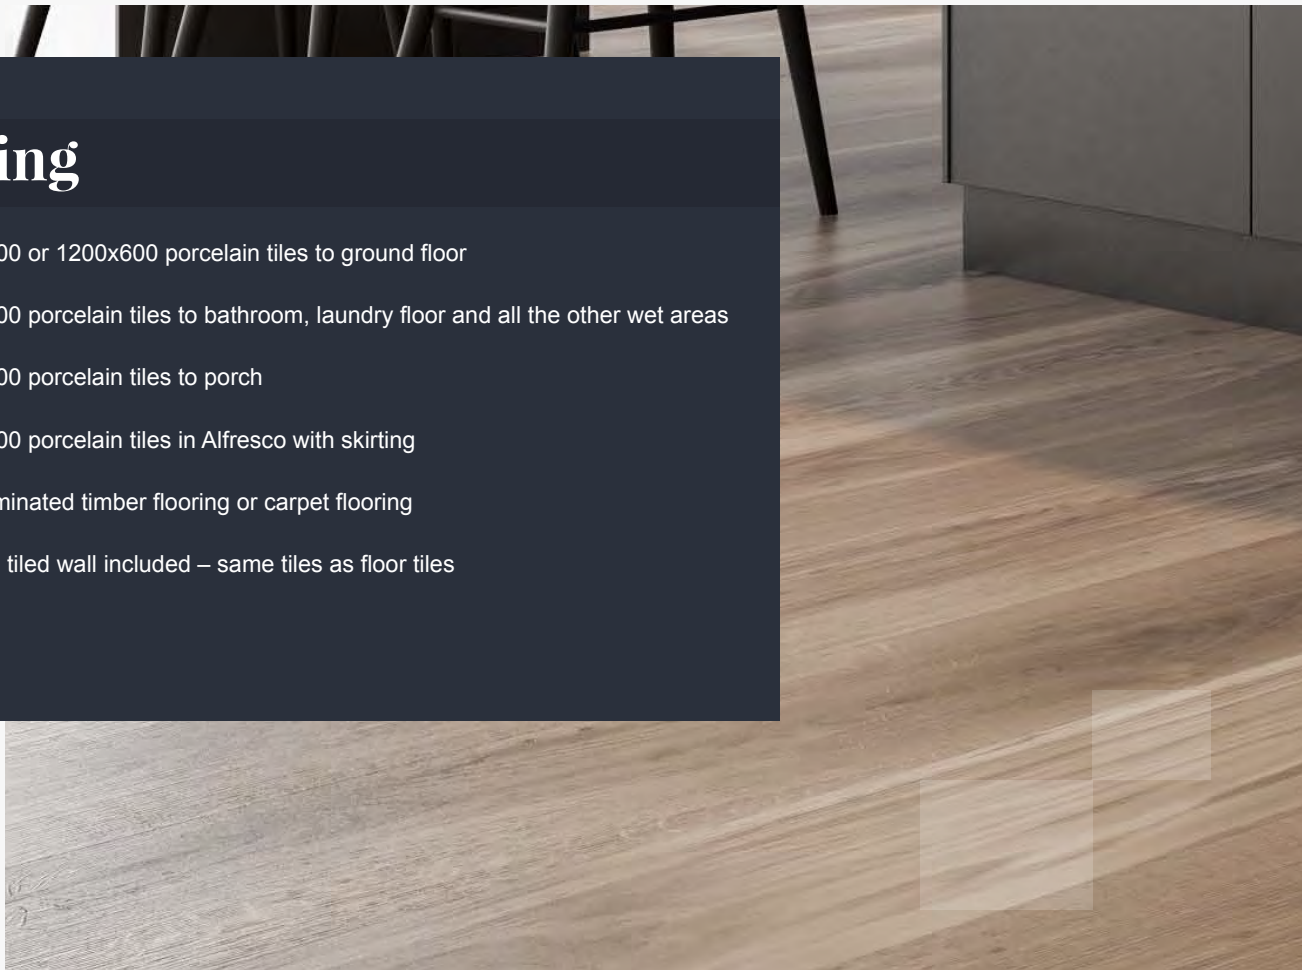 ing
00 or 1200x600 porcelain tiles to ground floor
00 porcelain tiles to bathroom, laundry floor and all the other wet areas
00 porcelain tiles to porch
00 porcelain tiles in Alfresco with skirting
minated timber flooring or carpet flooring
tiled wall included – same tiles as floor tiles